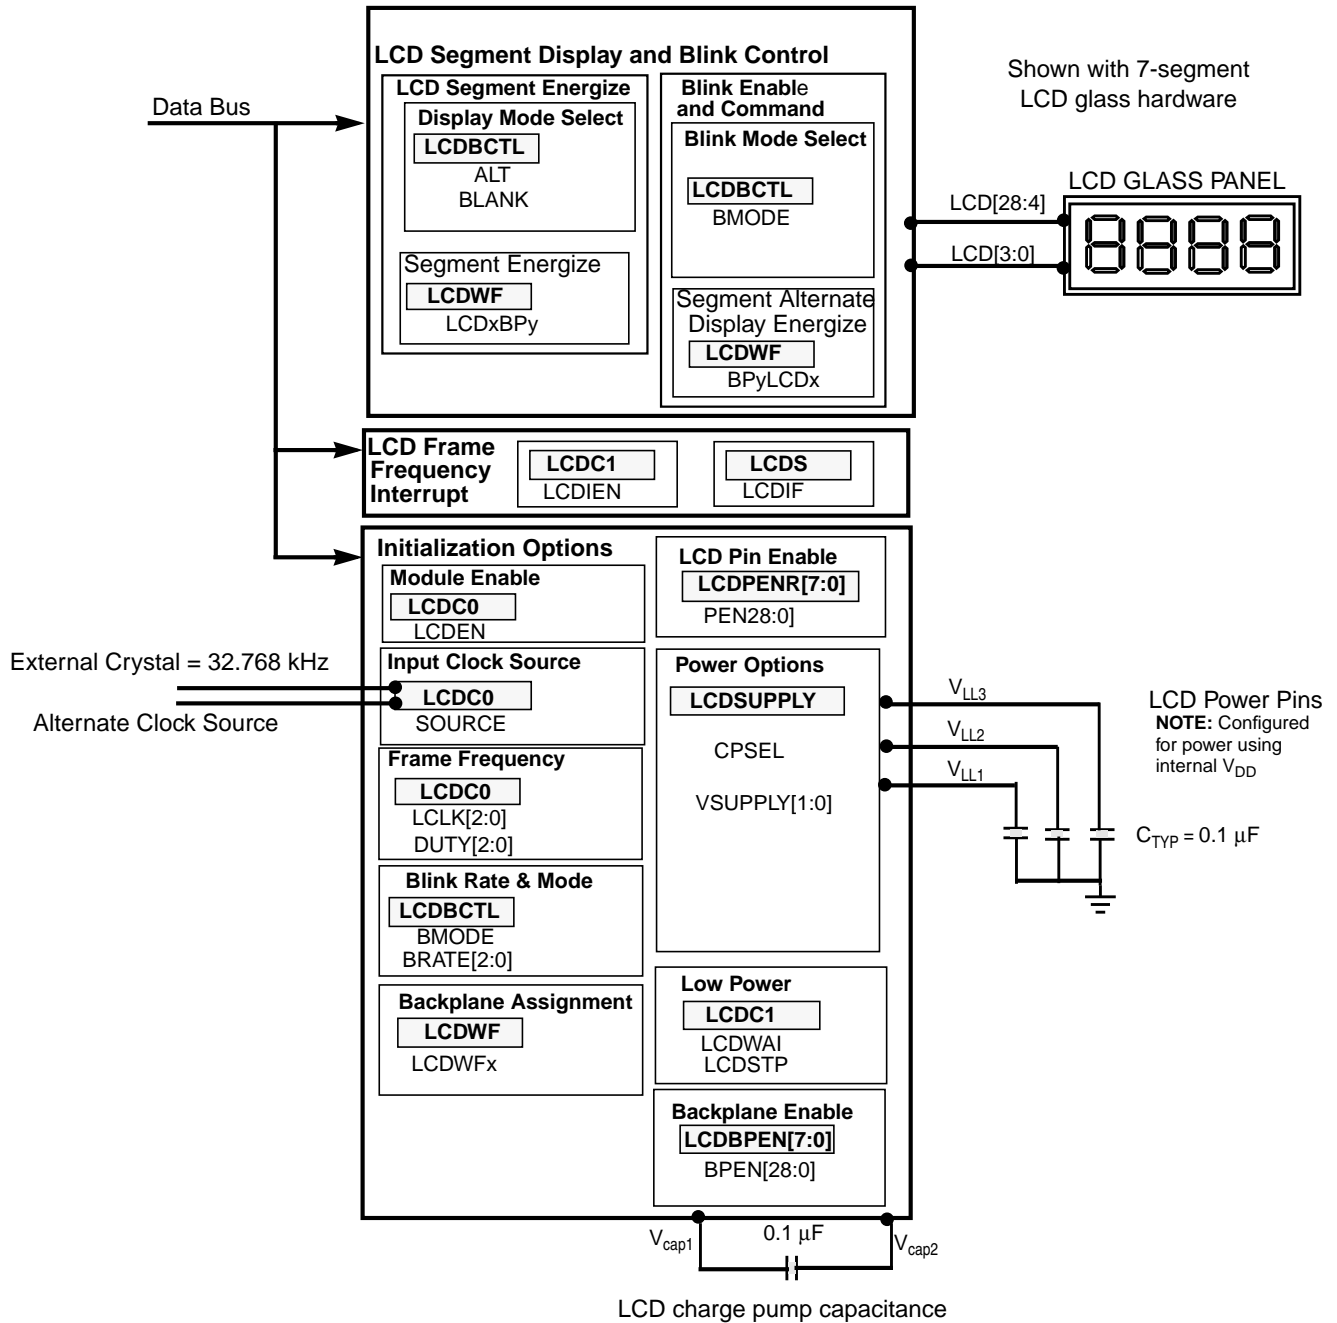 LCD Segment Display and Blink Control
LCD Segment Energize
Display Mode Select
LCDBCTL
ALT
BLANK
Segment Energize
LCDWF
LCDxBPy
Blink Enable
and Command
Blink Mode Select
LCDBCTL
BMODE
Segment Alternate
Display Energize
LCDWF
BPyLCDx
Data Bus
Shown with 7-segment
LCD glass hardware
LCD GLASS PANEL
LCD[28:4]
LCD[3:0]
LCD Frame
Frequency
Interrupt
LCDC1
LCDIEN
LCDS
LCDIF
Initialization Options
Module Enable
LCDC0
LCDEN
Input Clock Source
LCDC0
SOURCE
External Crystal = 32.768 kHz
Alternate Clock Source
Frame Frequency
LCDC0
LCLK[2:0]
DUTY[2:0]
Blink Rate & Mode
LCDBCTL
BMODE
BRATE[2:0]
Backplane Assignment
LCDWF
LCDWFx
LCD Pin Enable
LCDPENR[7:0]
PEN28:0]
Power Options
LCDSUPPLY
CPSEL
VSUPPLY[1:0]
VLL3
VLL2
VLL1
LCD Power Pins
NOTE: Configured
for power using
internal VDD
CTYP = 0.1 μF
Low Power
LCDC1
LCDWAI
LCDSTP
Backplane Enable
LCDBPEN[7:0]
BPEN[28:0]
Vcap1
0.1 μF
Vcap2
LCD charge pump capacitance